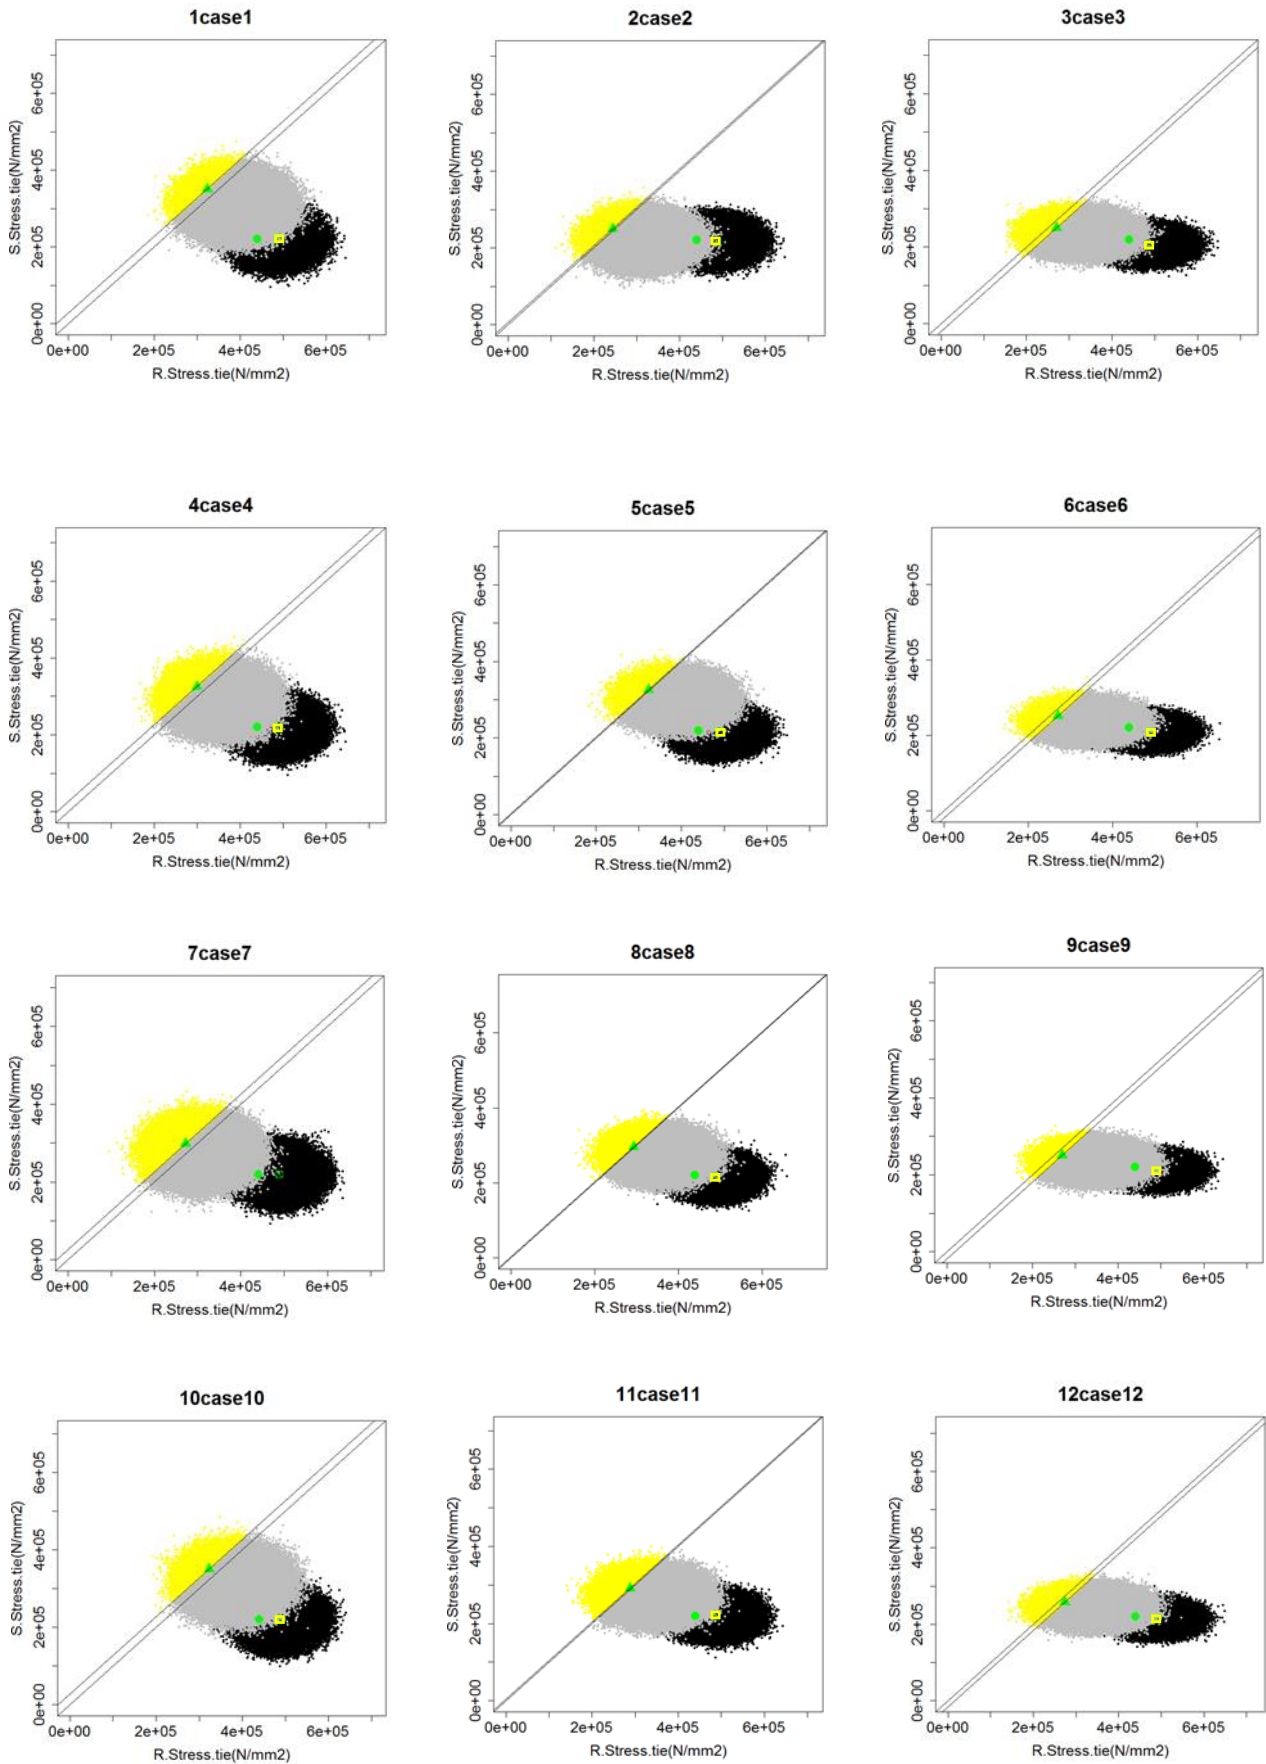 1case1
2case2
3case3
S.Stress.tie(N/mm2)
0e+00 2e+05 4e+05 6e+05
0e+00 2e+05 4e+05 6e+05
R.Stress.tie(N/mm2)
S.Stress.tie(N/mm2)
0e+00 2e+05 4e+05 6e+05
0e+00 2e+05 4e+05 6e+05
R.Stress.tie(N/mm2)
S.Stress.tie(N/mm2)
0e+00 2e+05 4e+05 6e+05
0e+00 2e+05 4e+05 6e+05
R.Stress.tie(N/mm2)
4case4
5case5
6case6
S.Stress.tie(N/mm2)
0e+00 2e+05 4e+05 6e+05
0e+00 2e+05 4e+05 6e+05
R.Stress.tie(N/mm2)
S.Stress.tie(N/mm2)
0e+00 2e+05 4e+05 6e+05
0e+00 2e+05 4e+05 6e+05
R.Stress.tie(N/mm2)
S.Stress.tie(N/mm2)
0e+00 2e+05 4e+05 6e+05
0e+00 2e+05 4e+05 6e+05
R.Stress.tie(N/mm2)
7case7
8case8
9case9
S.Stress.tie(N/mm2)
0e+00 2e+05 4e+05 6e+05
0e+00 2e+05 4e+05 6e+05
R.Stress.tie(N/mm2)
S.Stress.tie(N/mm2)
0e+00 2e+05 4e+05 6e+05
0e+00 2e+05 4e+05 6e+05
R.Stress.tie(N/mm2)
S.Stress.tie(N/mm2)
0e+00 2e+05 4e+05 6e+05
0e+00 2e+05 4e+05 6e+05
R.Stress.tie(N/mm2)
10case10
11case11
12case12
S.Stress.tie(N/mm2)
0e+00 2e+05 4e+05 6e+05
0e+00 2e+05 4e+05 6e+05
R.Stress.tie(N/mm2)
S.Stress.tie(N/mm2)
0e+00 2e+05 4e+05 6e+05
0e+00 2e+05 4e+05 6e+05
R.Stress.tie(N/mm2)
S.Stress.tie(N/mm2)
0e+00 2e+05 4e+05 6e+05
0e+00 2e+05 4e+05 6e+05
R.Stress.tie(N/mm2)